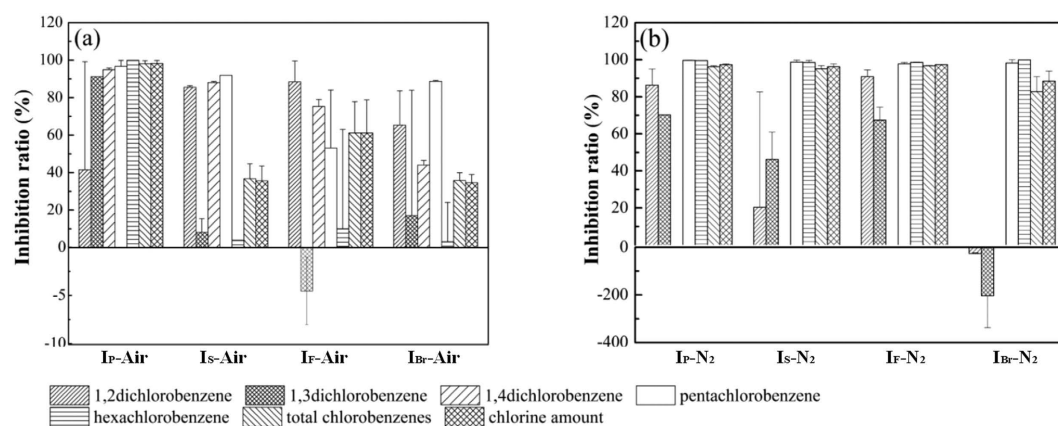 (a)
Inhibition ratio (%)
120
100
80
60
40
20
0
-5
-10
IP-Air IS-Air IF-Air IBr-Air
(b)
Inhibition ratio (%)
120
100
80
60
40
20
0
-200
-400
IP-N2 IS-N2 IF-N2 IBr-N2
1,2dichlorobenzene 1,3dichlorobenzene 1,4dichlorobenzene pentachlorobenzene
hexachlorobenzene total chlorobenzenes chlorine amount